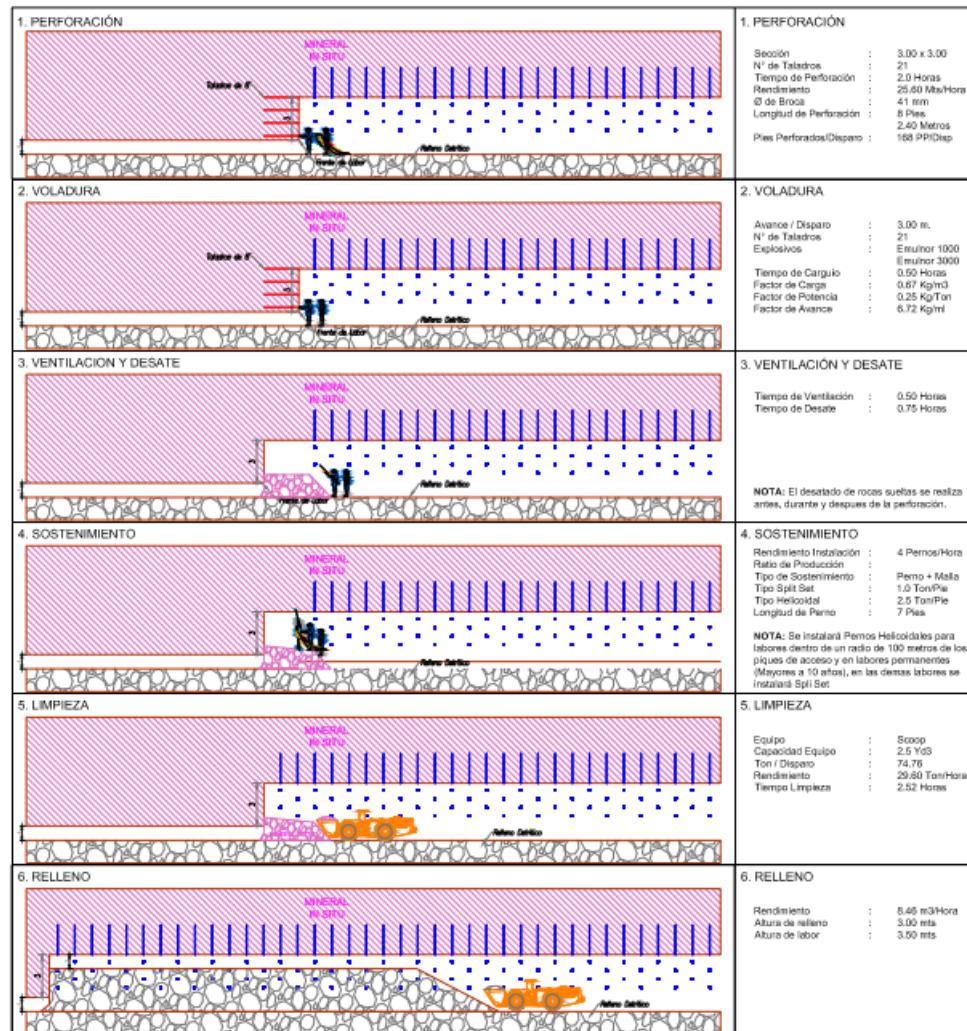 1. PERFORACIÓN
MINERAL
IN SITU
Taladros de 8'
3
Relleno Detrítico
Frente de Labor
1. PERFORACIÓN
Sección : 3.00 x 3.00
N° de Taladros : 21
Tiempo de Perforación : 2.0 Horas
Rendimiento : 25.60 Mts/Hora
Ø de Broca : 41 mm
Longitud de Perforación : 8 Pies
2.40 Metros
Pies Perforados/Disparo : 168 PP/Disp
2. VOLADURA
MINERAL
IN SITU
Taladros de 8'
3
Relleno Detrítico
Frente de Labor
2. VOLADURA
Avance / Disparo : 3.00 m.
N° de Taladros : 21
Explosivos : Emulnor 1000
Emulnor 3000
Tiempo de Carguio : 0.50 Horas
Factor de Carga : 0.67 Kg/m3
Factor de Potencia : 0.25 Kg/Ton
Factor de Avance : 6.72 Kg/ml
3. VENTILACION Y DESATE
MINERAL
IN SITU
3
Relleno Detrítico
Frente de Labor
3. VENTILACIÓN Y DESATE
Tiempo de Ventilación : 0.50 Horas
Tiempo de Desate : 0.75 Horas
NOTA: El desatado de rocas sueltas se realiza
antes, durante y despues de la perforación.
4. SOSTENIMIENTO
MINERAL
IN SITU
3
Relleno Detrítico
4. SOSTENIMIENTO
Rendimiento Instalación : 4 Pernos/Hora
Ratio de Producción :
Tipo de Sostenimiento : Perno + Malla
Tipo Split Set : 1.0 Ton/Pie
Tipo Helicoidal : 2.5 Ton/Pie
Longitud de Perno : 7 Pies
NOTA: Se instalará Pernos Helicoidales para
labores dentro de un radio de 100 metros de los
piques de acceso y en labores permanentes
(Mayores a 10 años), en las demas labores se
instalará Spli Set
5. LIMPIEZA
MINERAL
IN SITU
3
Relleno Detrítico
5. LIMPIEZA
Equipo : Scoop
Capacidad Equipo : 2.5 Yd3
Ton / Disparo : 74.76
Rendimiento : 29.60 Ton/Hora
Tiempo Limpieza : 2.52 Horas
6. RELLENO
MINERAL
IN SITU
3
Relleno Detrítico
6. RELLENO
Rendimiento : 8.46 m3/Hora
Altura de relleno : 3.00 mts
Altura de labor : 3.50 mts